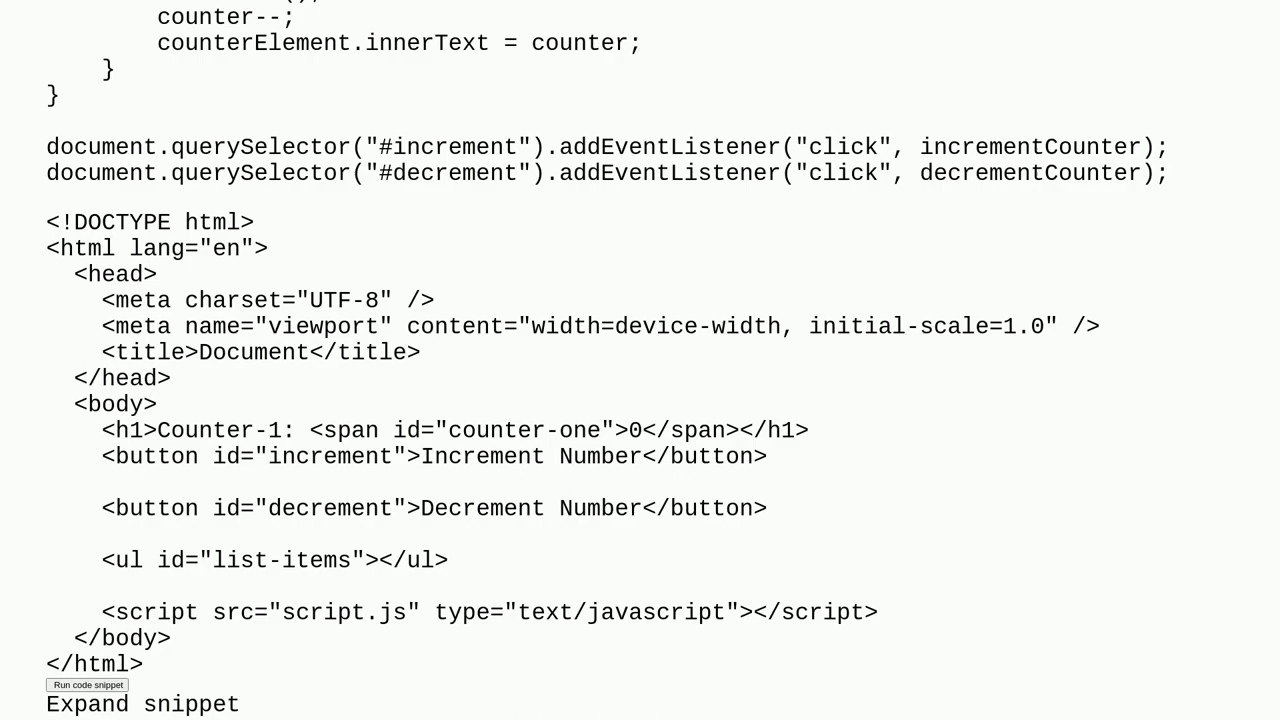 counter--;
counterElement.innerText = counter;
}
}
document.querySelector("#increment").addEventListener("click", incrementCounter);
document.querySelector("#decrement").addEventListener("click", decrementCounter);
<!DOCTYPE html>
<html lang="en">
<head>
<meta charset="UTF-8" />
<meta name="viewport" content="width=device-width, initial-scale=1.0" />
<title>Document</title>
</head>
<body>
<h1>Counter-1: <span id="counter-one">0</span></h1>
<button id="increment">Increment Number</button>
<button id="decrement">Decrement Number</button>
<ul id="list-items"></ul>
<script src="script.js" type="text/javascript"></script>
</body>
</html>
Run code snippet
Expand snippet